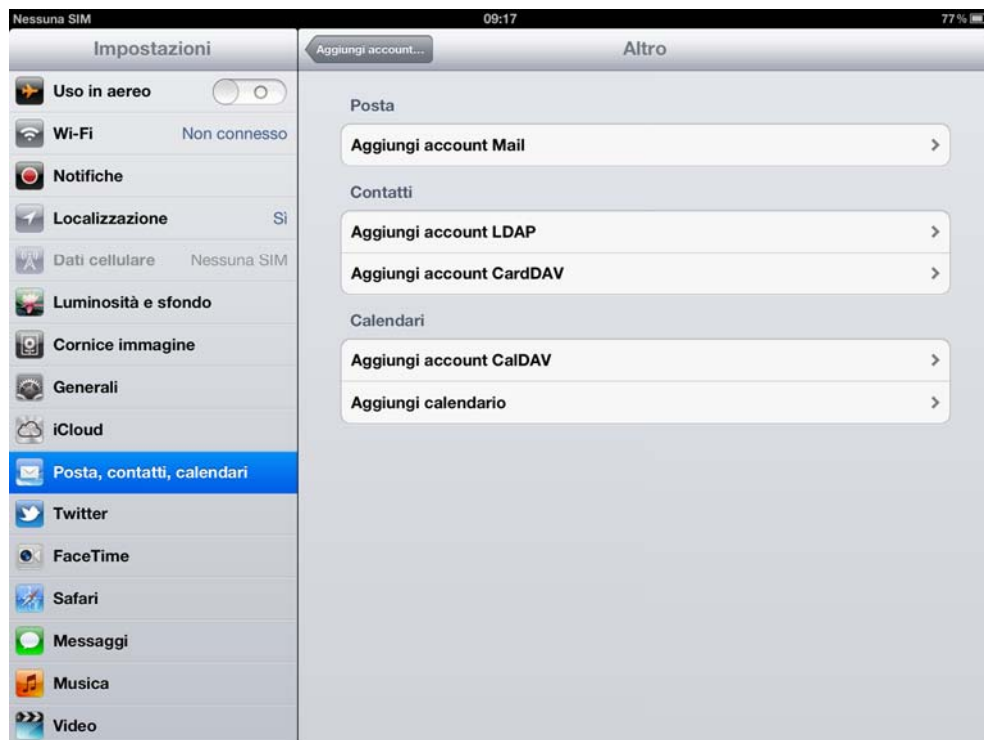 Nessuna SIM 09:17 77%
Impostazioni
Uso in aereo
Wi-Fi Non connesso
Notifiche
Localizzazione Sì
Dati cellulare Nessuna SIM
Luminosità e sfondo
Cornice immagine
Generali
iCloud
Posta, contatti, calendari
Twitter
FaceTime
Safari
Messaggi
Musica
Video
Aggiungi account... Altro
Posta
Aggiungi account Mail
Contatti
Aggiungi account LDAP
Aggiungi account CardDAV
Calendari
Aggiungi account CalDAV
Aggiungi calendario